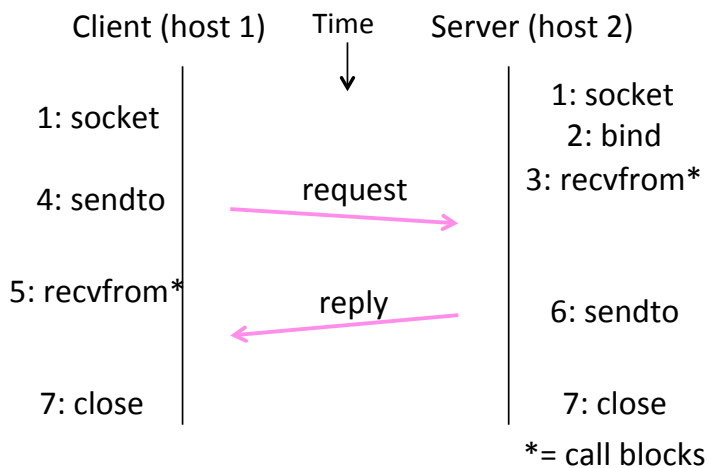 Client (host 1)
Time
Server (host 2)
1: socket
1: socket
2: bind
3: recvfrom*
4: sendto
request
5: recvfrom*
reply
6: sendto
7: close
7: close
*= call blocks